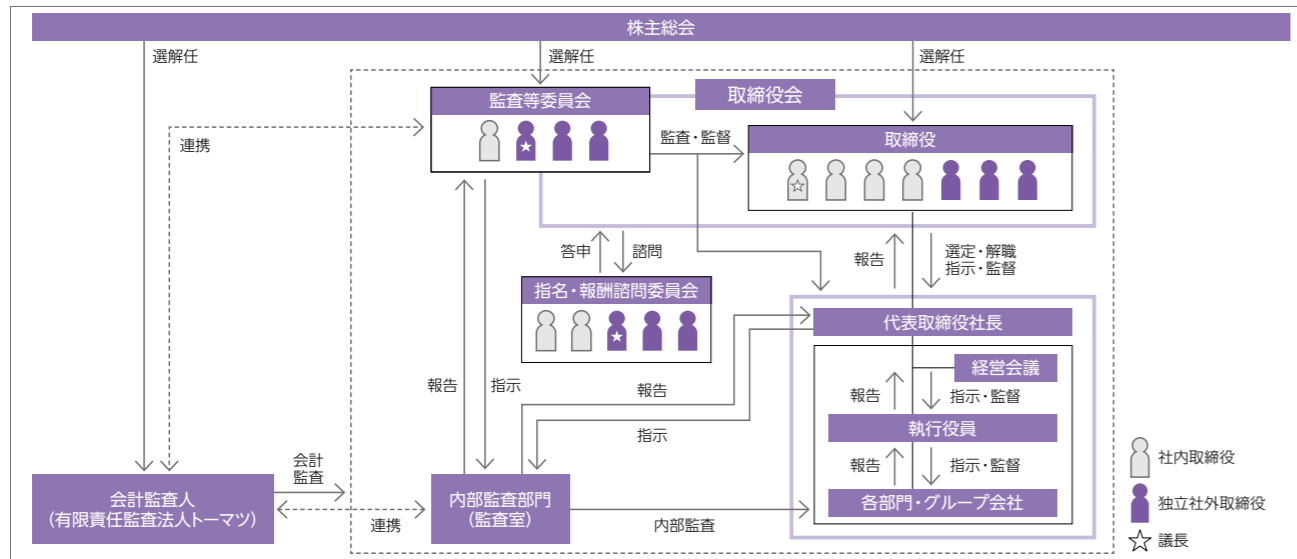 株主総会
選解任
選解任
選解任
取締役会
監査等委員会
連携
監査・監督
取締役
答申
諮問
報告
選定・解職
指示・監督
指名・報酬諮問委員会
代表取締役社長
経営会議
報告
指示
報告
報告
指示・監督
指示
執行役員
報告
指示・監督
会計
監査
会計監査人
（有限責任監査法人トーマツ）
連携
内部監査部門
（監査室）
内部監査
各部門・グループ会社
社内取締役
独立社外取締役
議長